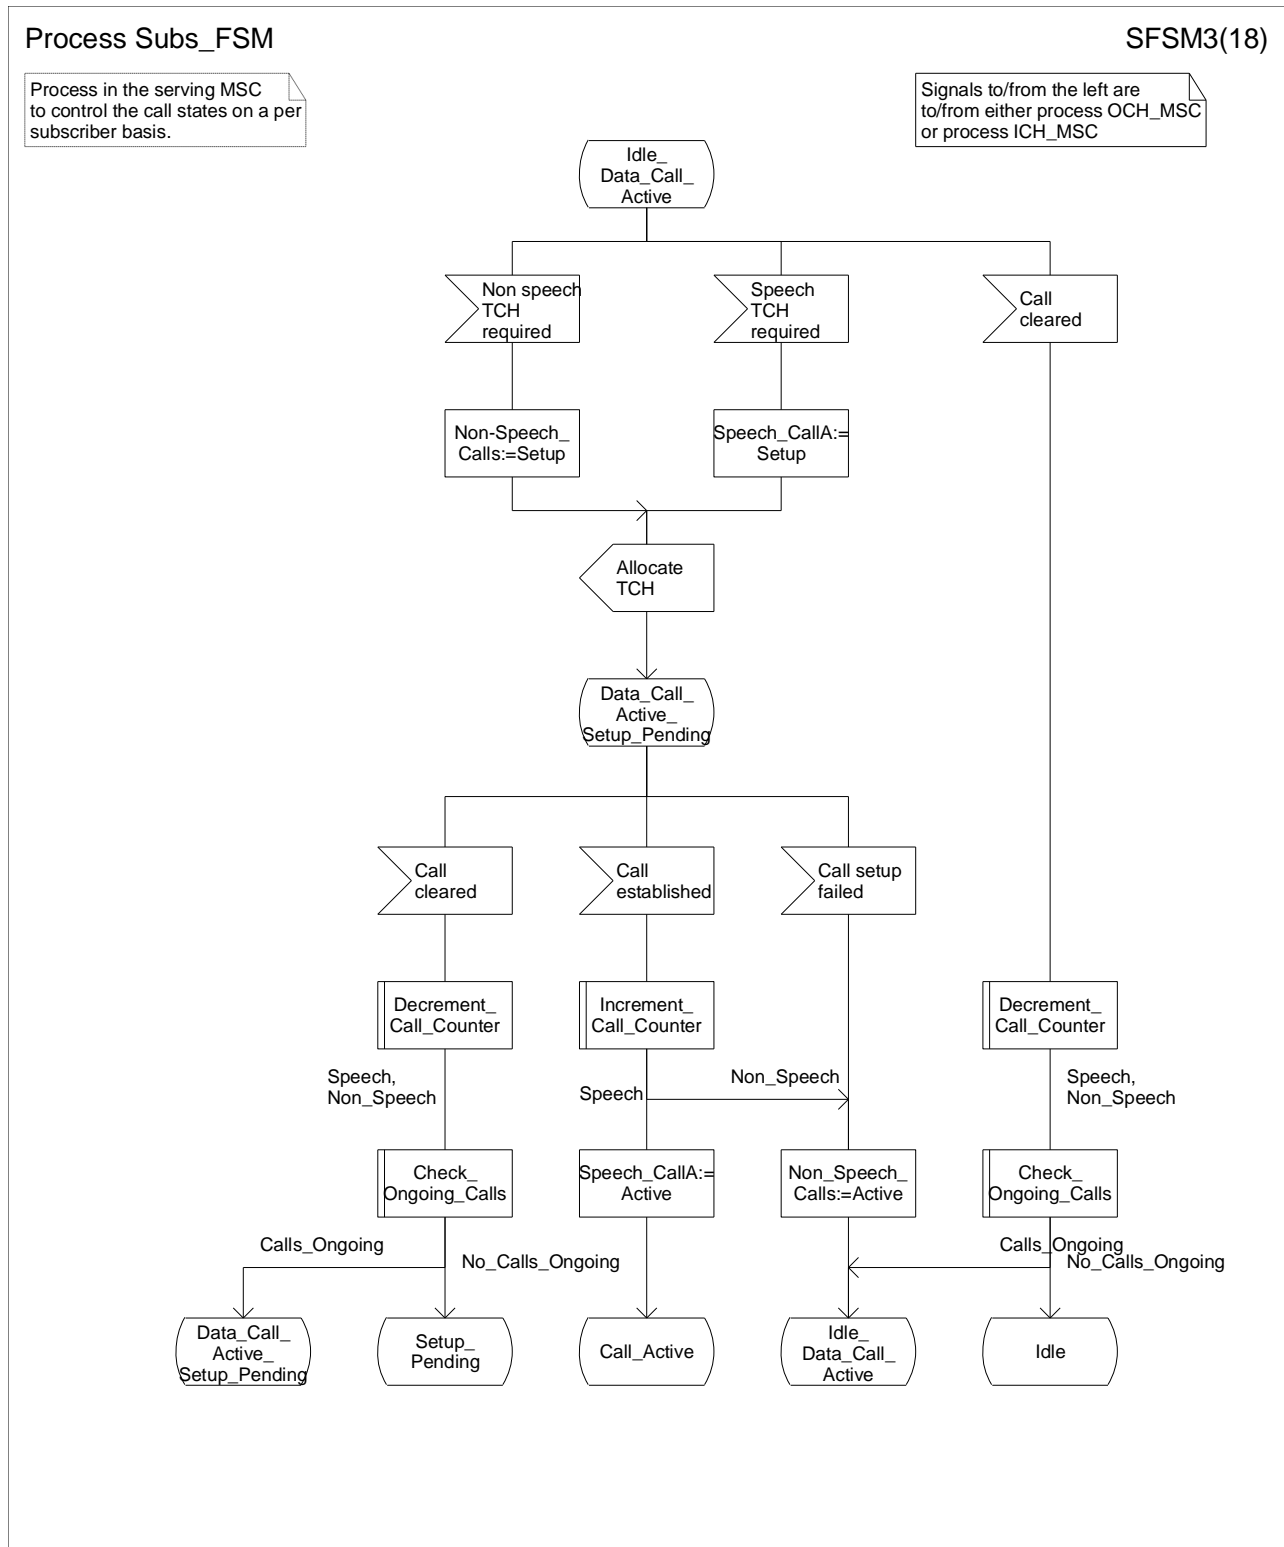 Process Subs_FSM
SFSM3(18)
Process in the serving MSC
to control the call states on a per
subscriber basis.
Signals to/from the left are
to/from either process OCH_MSC
or process ICH_MSC
Idle_
Data_Call_
Active
Non speech
TCH
required
Speech
TCH
required
Call
cleared
Non-Speech_
Calls:=Setup
Speech_CallA:=
Setup
Allocate
TCH
Data_Call_
Active_
Setup_Pending
Call
cleared
Call
established
Call setup
failed
Decrement_
Call_Counter
Increment_
Call_Counter
Decrement_
Call_Counter
Speech,
Non_Speech
Speech
Non_Speech
Speech,
Non_Speech
Check_
Ongoing_Calls
Speech_CallA:=
Active
Non_Speech_
Calls:=Active
Check_
Ongoing_Calls
Calls_Ongoing
No_Calls_Ongoing
Calls_Ongoing
No_Calls_Ongoing
Data_Call_
Active_
Setup_Pending
Setup_
Pending
Call_Active
Idle_
Data_Call_
Active
Idle